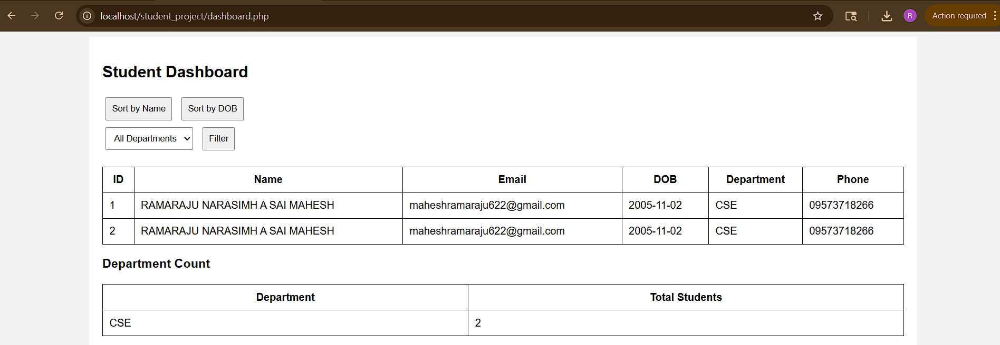 localhost/student_project/dashboard.php
R
Action required
Student Dashboard
Sort by Name Sort by DOB
All Departments Filter
ID Name Email DOB Department Phone
1 RAMARAJU NARASIMH A SAI MAHESH maheshramaraju622@gmail.com 2005-11-02 CSE 09573718266
2 RAMARAJU NARASIMH A SAI MAHESH maheshramaraju622@gmail.com 2005-11-02 CSE 09573718266
Department Count
Department Total Students
CSE 2